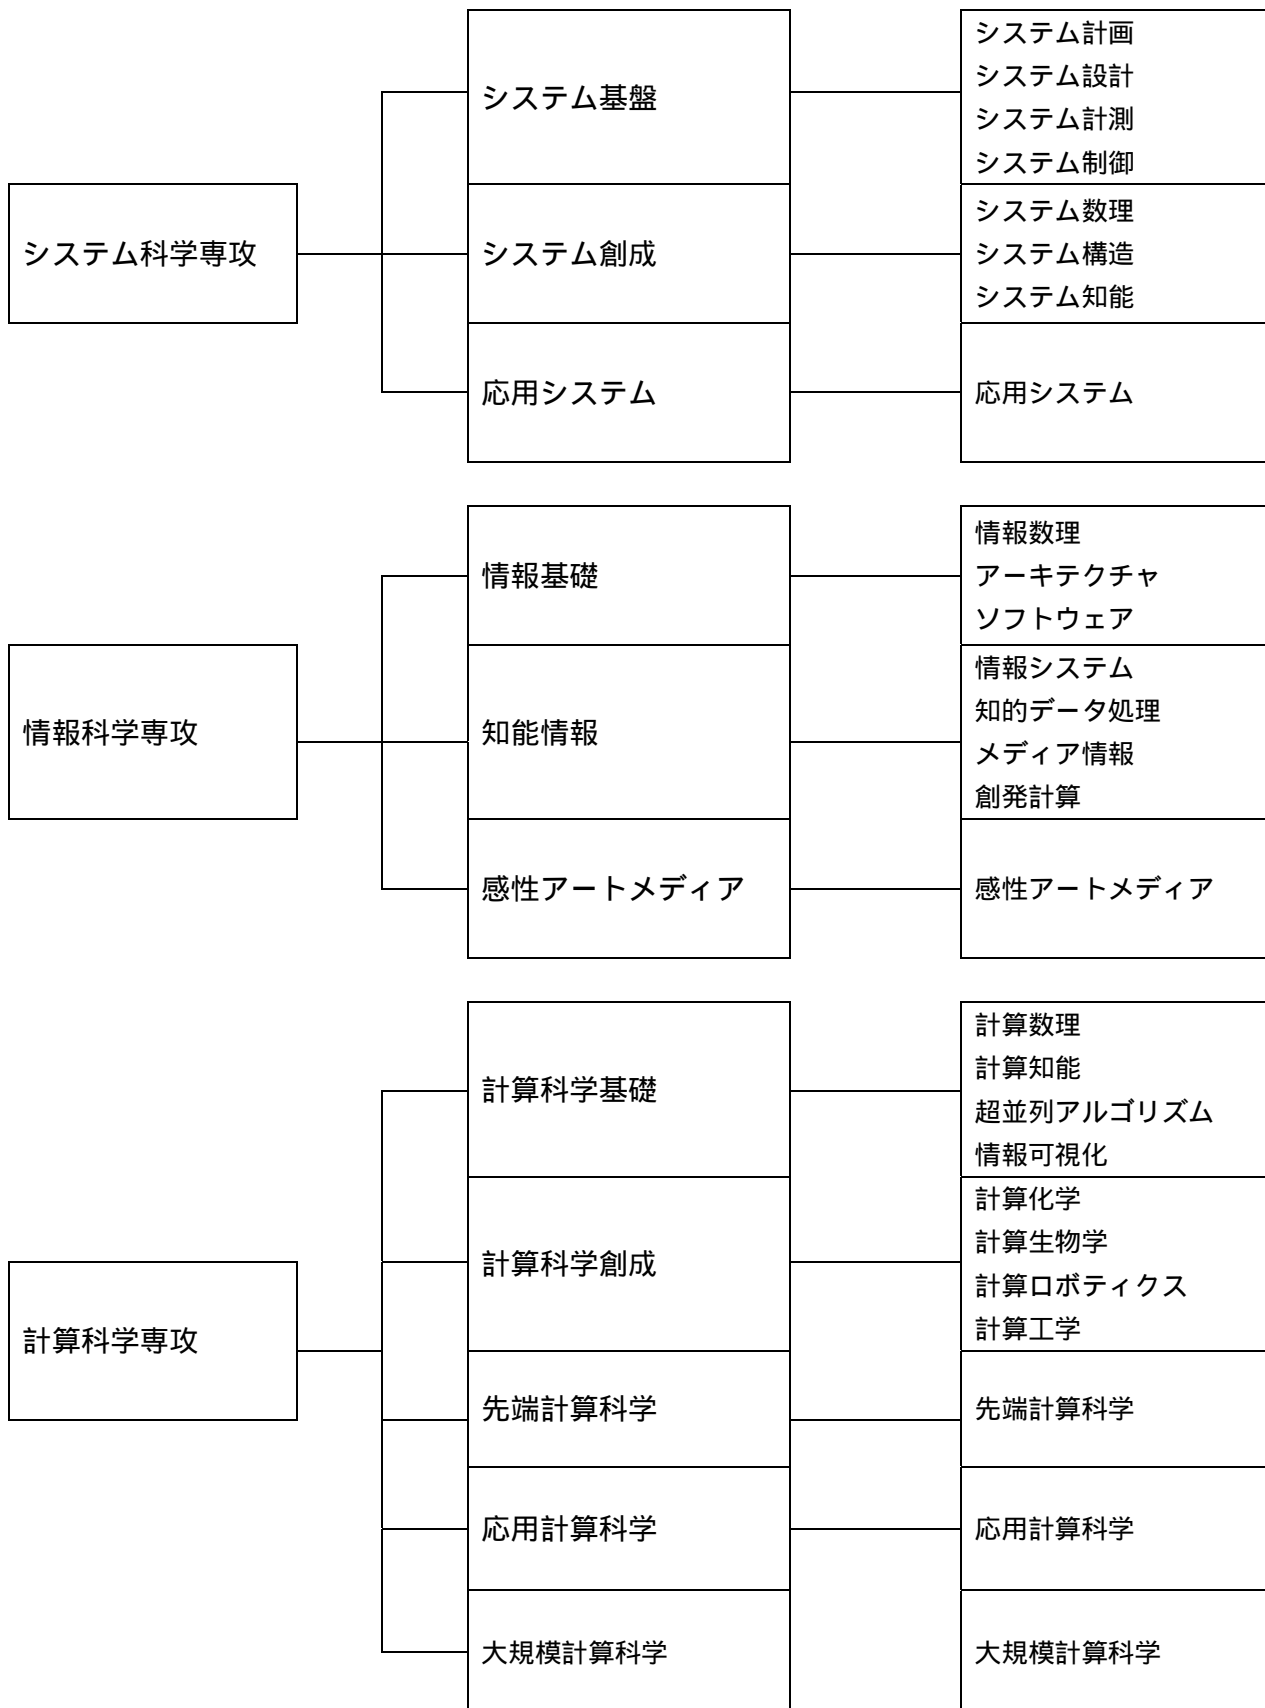 システム科学専攻
システム基盤
システム計画
システム設計
システム計測
システム制御
システム創成
システム数理
システム構造
システム知能
応用システム
応用システム
情報科学専攻
情報基礎
情報数理
アーキテクチャ
ソフトウェア
知能情報
情報システム
知的データ処理
メディア情報
創発計算
感性アートメディア
感性アートメディア
計算科学専攻
計算科学基礎
計算数理
計算知能
超並列アルゴリズム
情報可視化
計算科学創成
計算化学
計算生物学
計算ロボティクス
計算工学
先端計算科学
先端計算科学
応用計算科学
応用計算科学
大規模計算科学
大規模計算科学